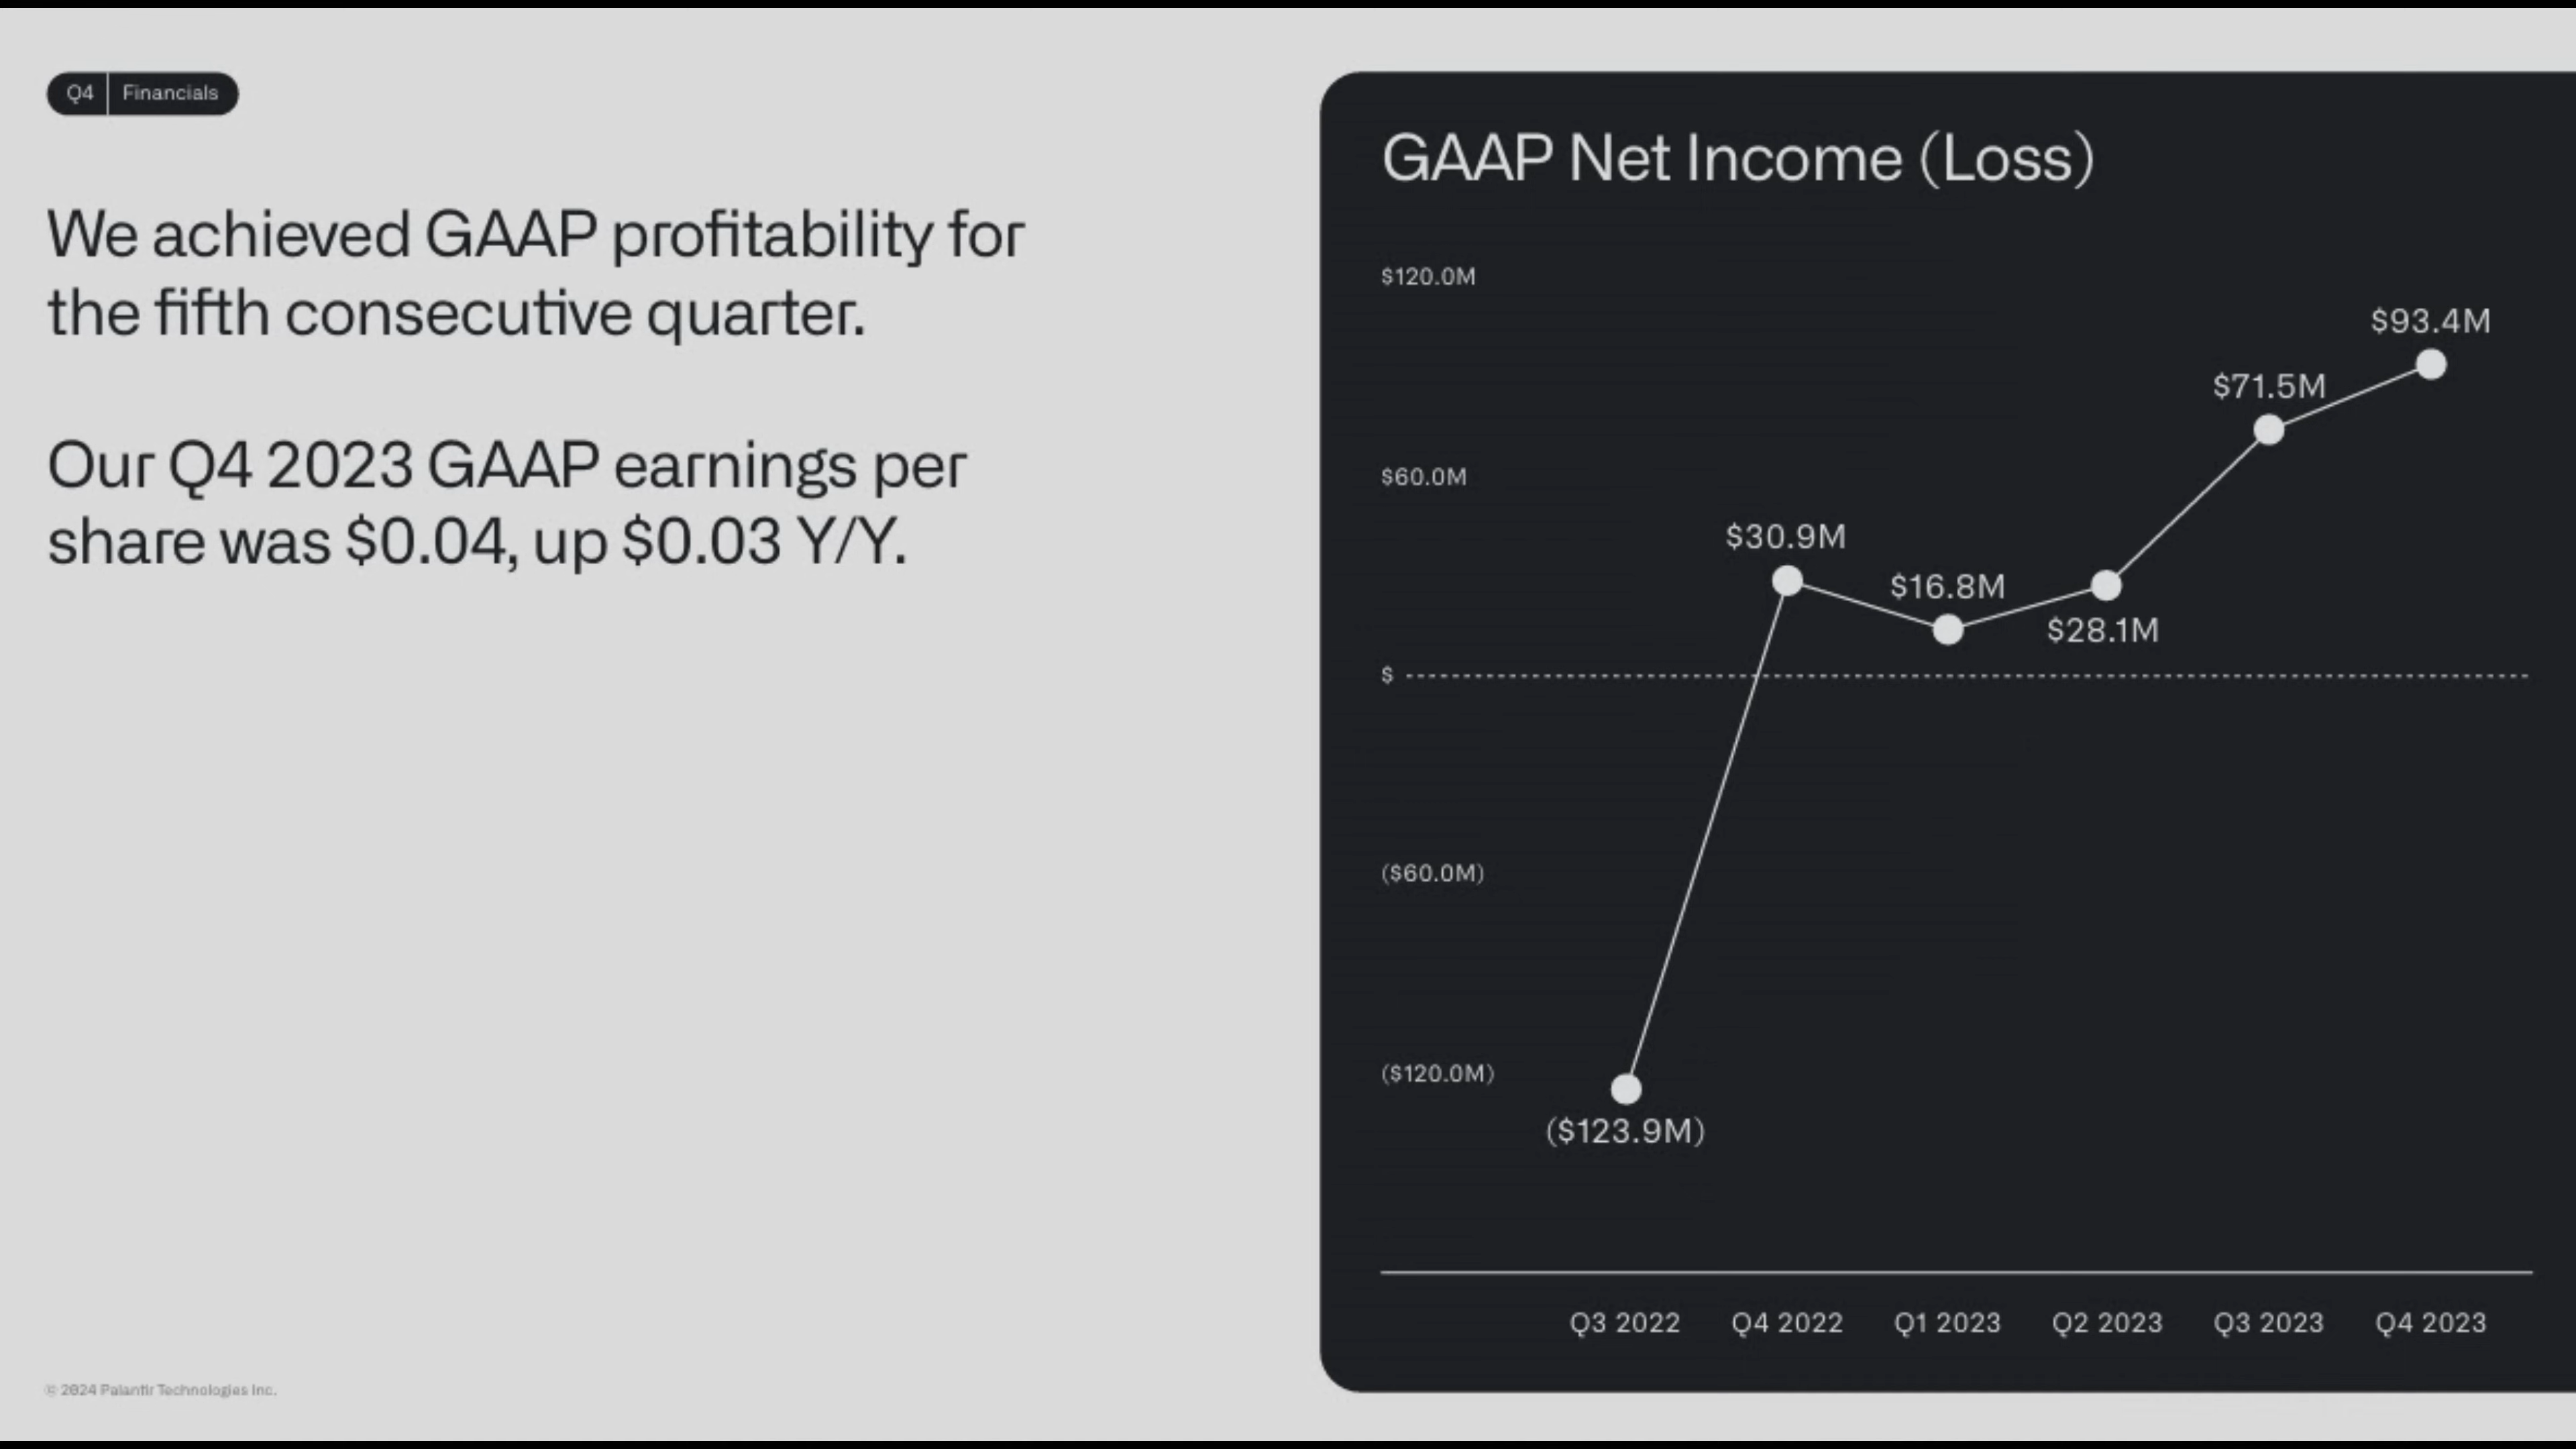 Q4 Financials
We achieved GAAP profitability for
the fifth consecutive quarter.
Our Q4 2023 GAAP earnings per
share was $0.04, up $0.03 Y/Y.
© 2024 Palantir Technologies Inc.
GAAP Net Income (Loss)
$120.0M
$93.4M
$71.5M
$60.0M
$30.9M
$16.8M
$28.1M
$
($60.0M)
($120.0M)
($123.9M)
Q3 2022 Q4 2022 Q1 2023 Q2 2023 Q3 2023 Q4 2023